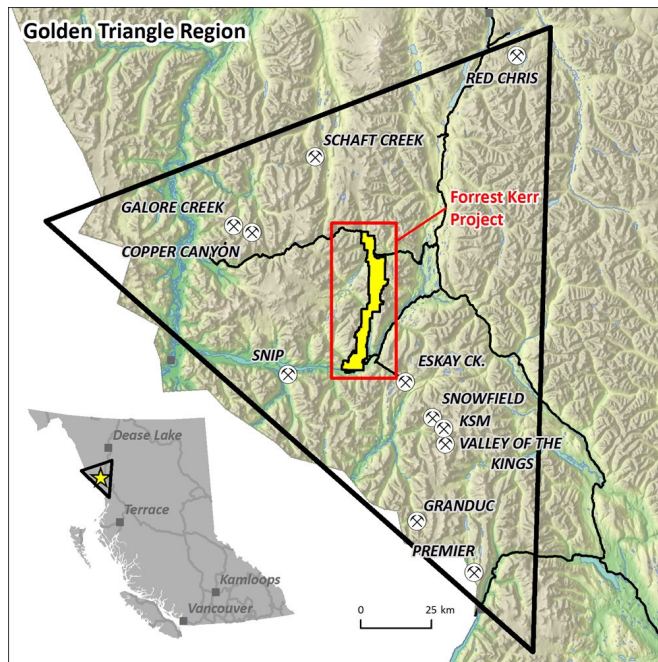 Golden Triangle Region
RED CHRIS
SCHAFT CREEK
Forrest Kerr
Project
GALORE CREEK
COPPER CANYON
SNIP
ESKAY CK.
SNOWFIELD
KSM
VALLEY OF THE
KINGS
GRANDUC
PREMIER
Dease Lake
Terrace
Kamloops
Vancouver
0 25 km